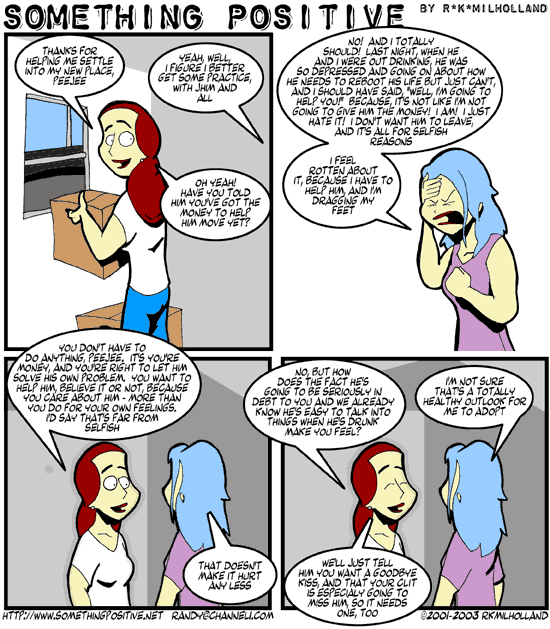 SOMETHING POSITIVE
BY R*K*MILHOLLAND
THANKS FOR
HELPING ME SETTLE
INTO MY NEW PLACE,
PEEJEE
YEAH, WELL,
I FIGURE I BETTER
GET SOME PRACTICE,
WITH JHIM AND
ALL
OH YEAH!
HAVE YOU TOLD
HIM YOU'VE GOT THE
MONEY TO HELP
HIM MOVE YET?
NO! AND I TOTALLY
SHOULD! LAST NIGHT, WHEN HE
AND I WERE OUT DRINKING, HE WAS
SO DEPRESSED AND GOING ON ABOUT HOW
HE NEEDS TO REBOOT HIS LIFE BUT JUST CAN'T,
AND I SHOULD HAVE SAID, "WELL, I'M GOING TO
HELP YOU!" BECAUSE, IT'S NOT LIKE I'M NOT
GOING TO GIVE HIM THE MONEY! I AM! I JUST
HATE IT! I DON'T WANT HIM TO LEAVE,
AND IT'S ALL FOR SELFISH
REASONS
I FEEL
ROTTEN ABOUT
IT, BECAUSE I HAVE TO
HELP HIM, AND I'M
DRAGGING MY
FEET
YOU DON'T HAVE TO
DO ANYTHING, PEEJEE. IT'S YOU'RE
MONEY, AND YOU'RE RIGHT TO LET HIM
SOLVE HIS OWN PROBLEM. YOU WANT TO
HELP HIM, BELIEVE IT OR NOT, BECAUSE
YOU CARE ABOUT HIM - MORE THAN
YOU DO FOR YOUR OWN FEELINGS.
I'D SAY THAT'S FAR FROM
SELFISH
THAT DOESN'T
MAKE IT HURT
ANY LESS
NO, BUT HOW
DOES THE FACT HE'S
GOING TO BE SERIOUSLY IN
DEBT TO YOU AND WE ALREADY
KNOW HE'S EASY TO TALK INTO
THINGS WHEN HE'S DRUNK
MAKE YOU FEEL?
I'M NOT SURE
THAT'S A TOTALLY
HEALTHY OUTLOOK FOR
ME TO ADOPT
WE'LL JUST TELL
HIM YOU WANT A GOODBYE
KISS, AND THAT YOUR CLIT
IS ESPECIALY GOING TO
MISS HIM, SO IT NEEDS
ONE, TOO
HTTP://WWW.SOMETHINGPOSITIVE.NET RANDY@CHANNEL1.COM
©2001-2003 RKMILHOLLAND